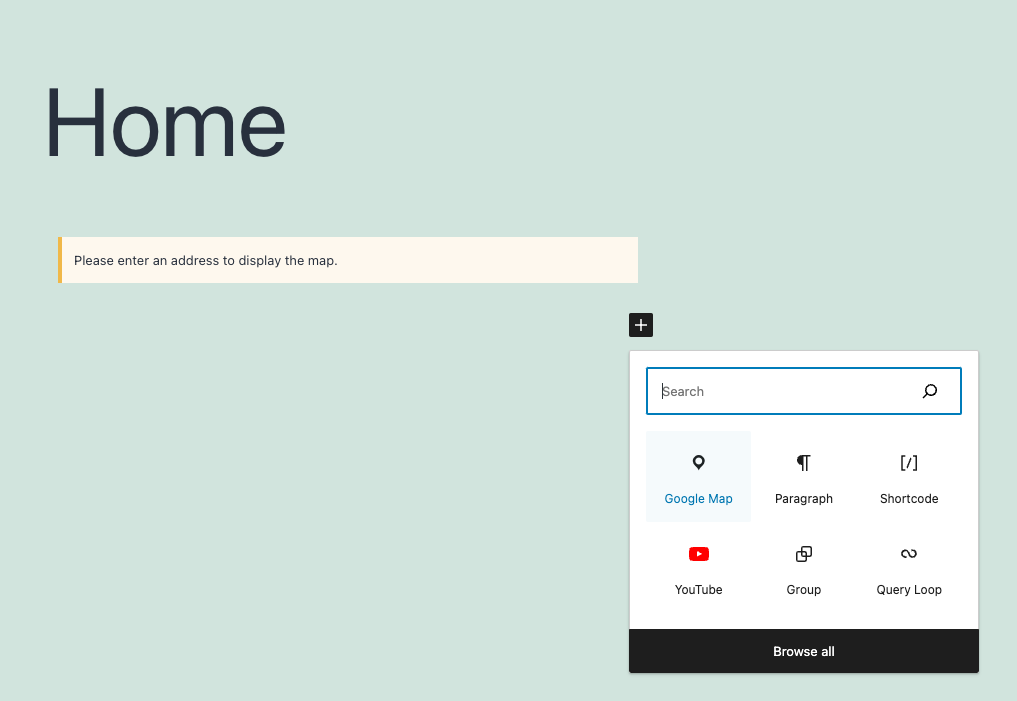 Home
Please enter an address to display the map.
Search
Google Map
Paragraph
Shortcode
YouTube
Group
Query Loop
Browse all